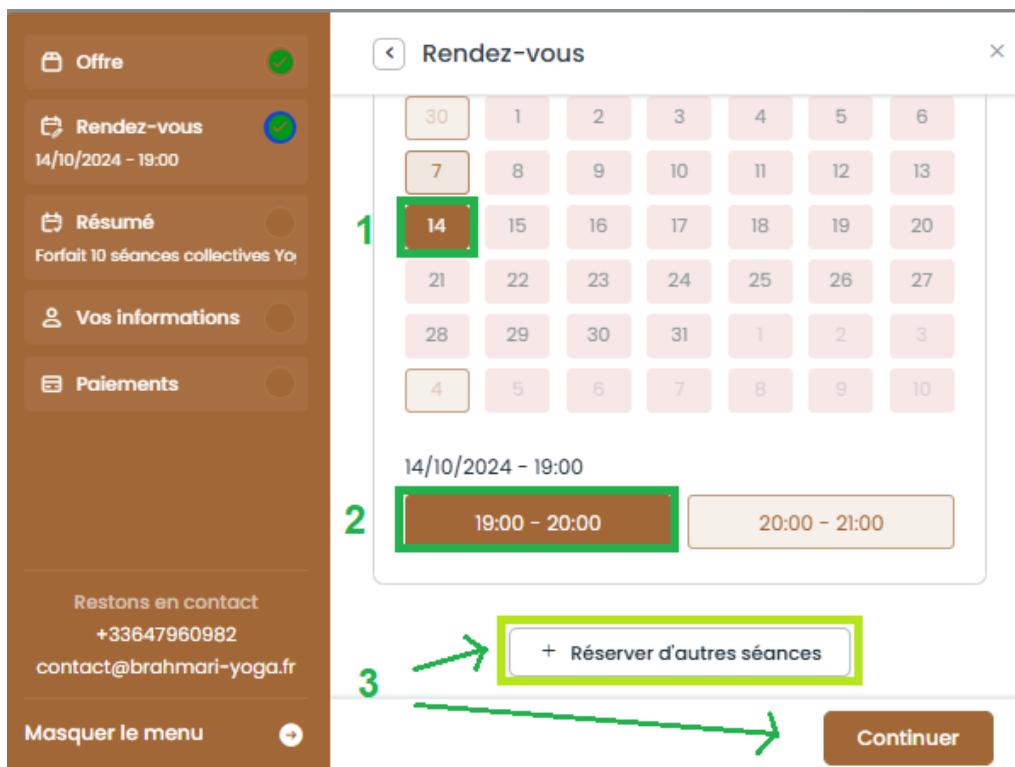 Offre
Rendez-vous
14/10/2024 - 19:00
Résumé
Forfait 10 séances collectives Yo
Vos informations
Paiements
Restons en contact
+33647960982
contact@brahmari-yoga.fr
Masquer le menu
Rendez-vous
30 1 2 3 4 5 6
7 8 9 10 11 12 13
1 14 15 16 17 18 19 20
21 22 23 24 25 26 27
28 29 30 31 1 2 3
4 5 6 7 8 9 10
14/10/2024 - 19:00
2 19:00 - 20:00 20:00 - 21:00
+ Réserver d'autres séances
3
Continuer